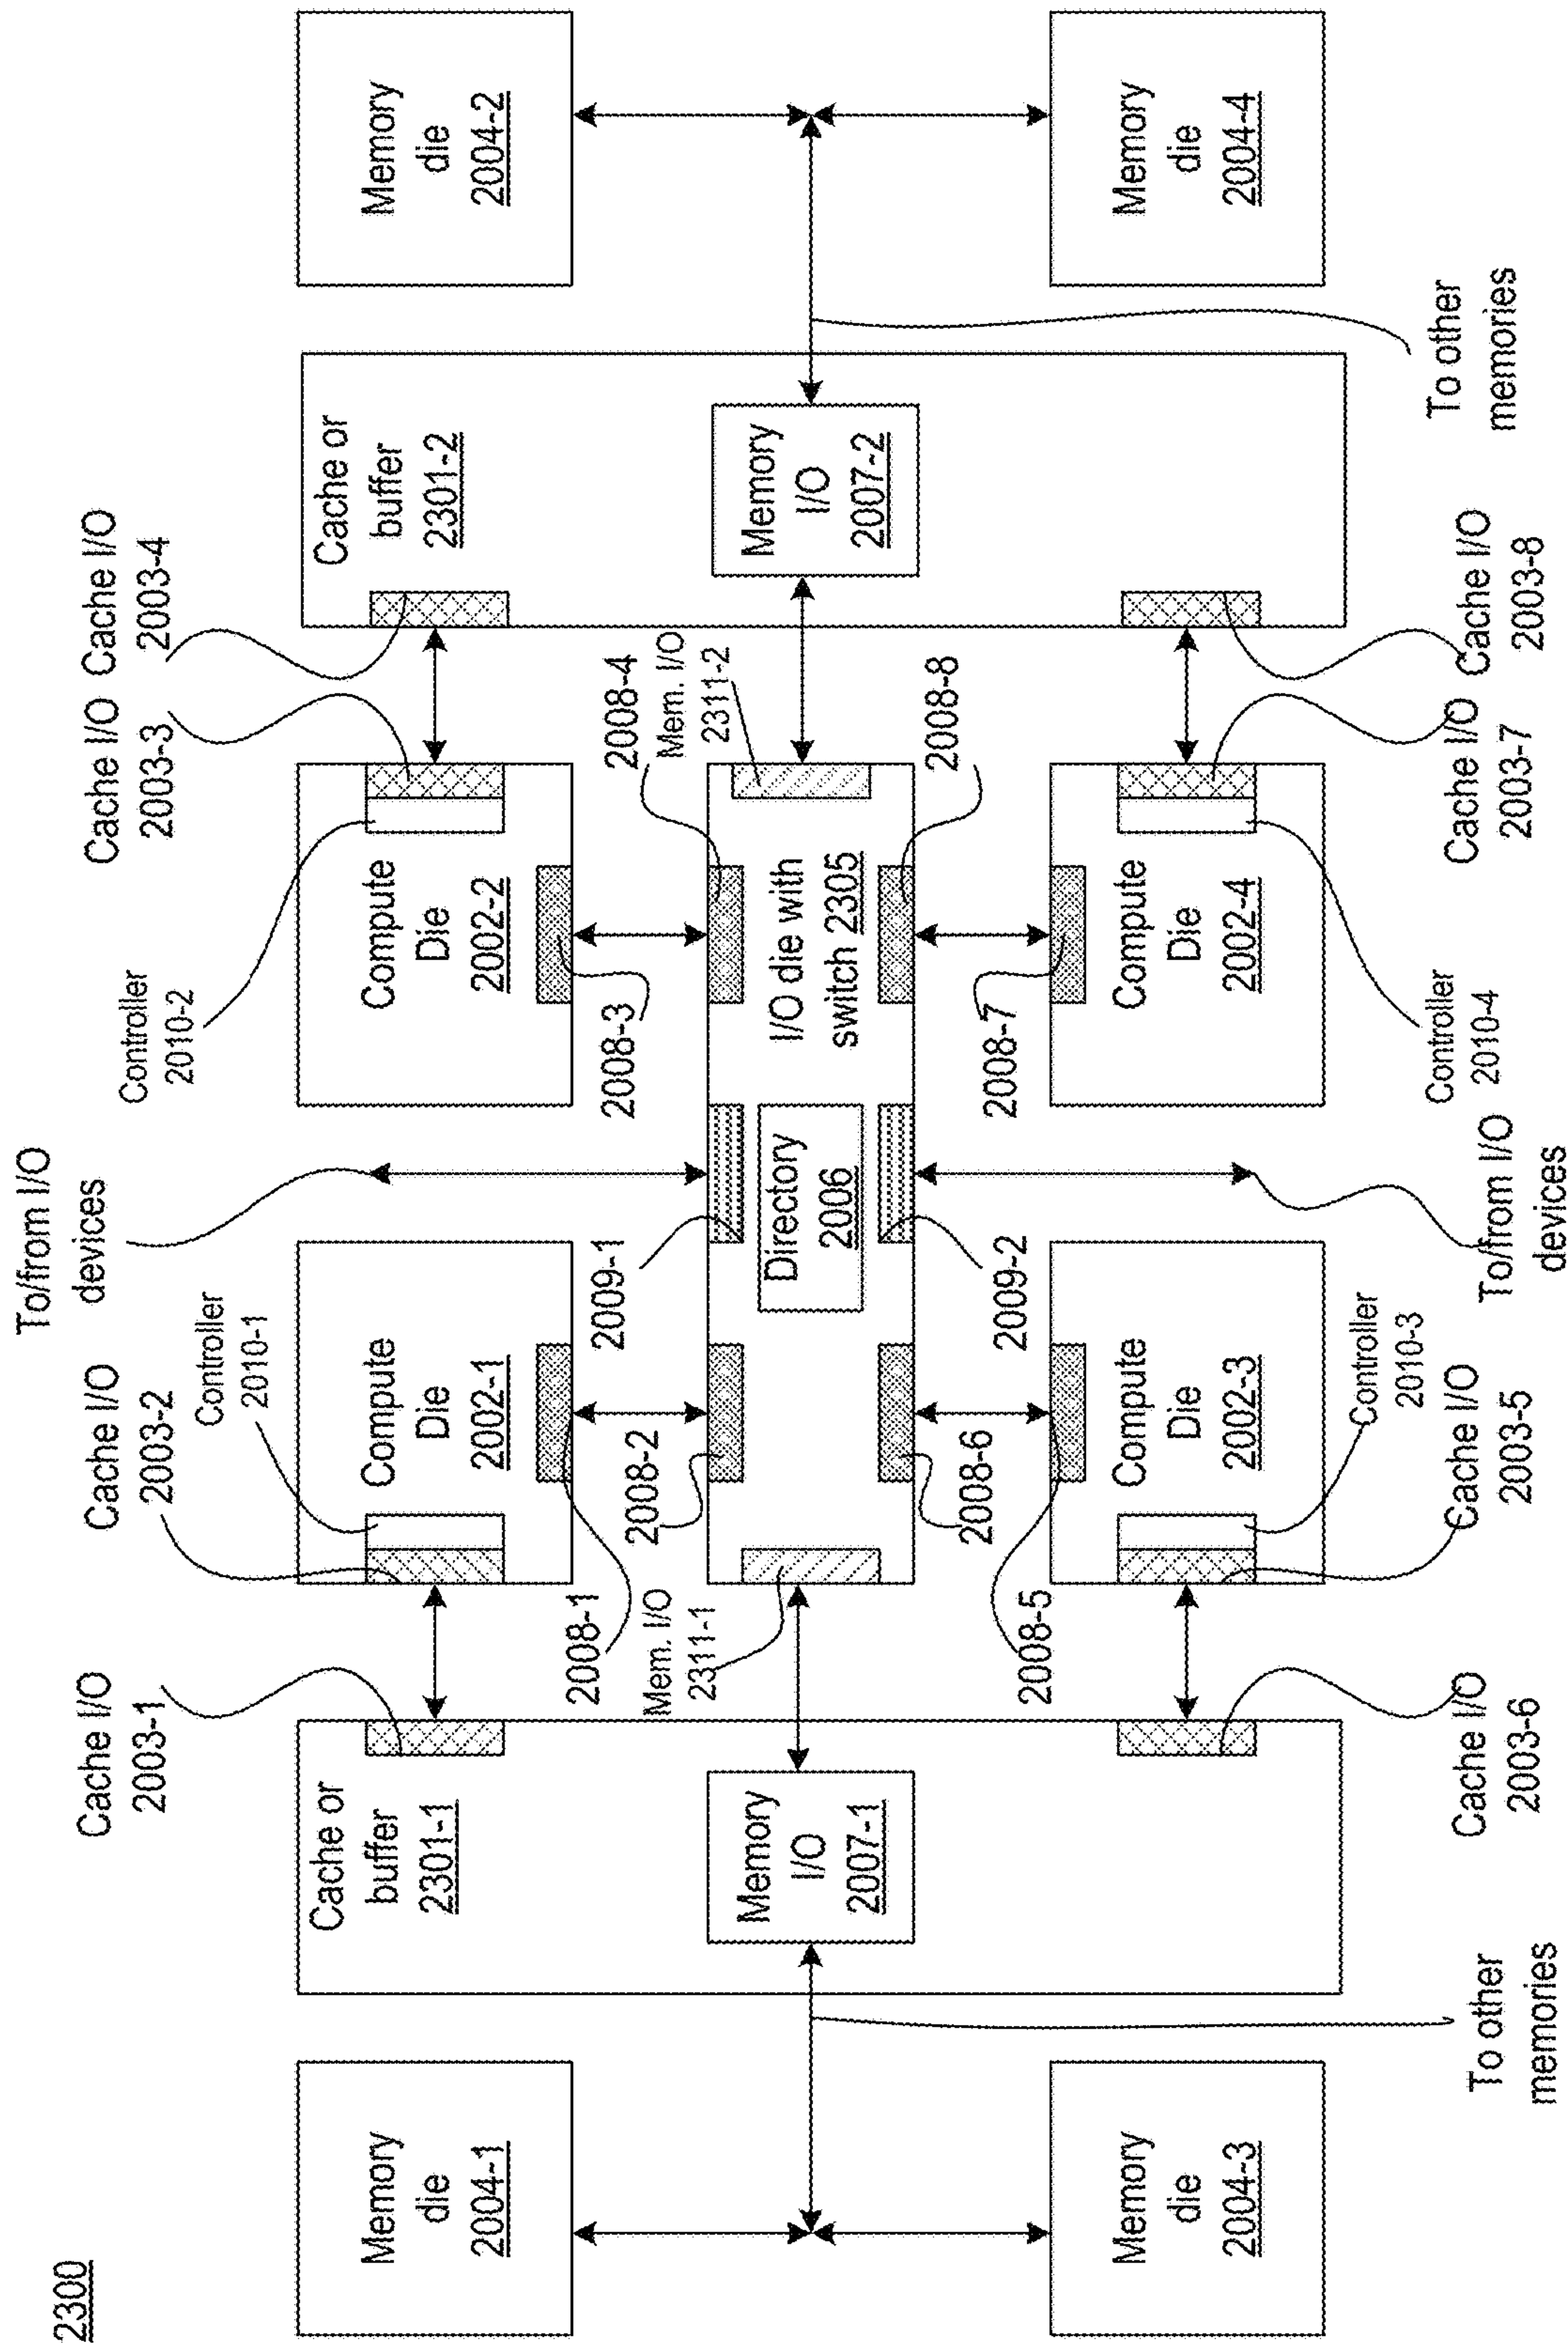 2300
To/from I/O
devices
Cache I/O
2003-1
Cache I/O
2003-2
Controller
2010-1
Controller
2010-2
Cache I/O
2003-3
Cache I/O
2003-4
Memory
die
2004-1
Cache or
buffer
2301-1
Compute
Die
2002-1
Compute
Die
2002-2
Cache or
buffer
2301-2
Memory
die
2004-2
2008-1
2008-2
2009-1
2008-3
2008-4
Mem. I/O
2311-1
Mem. I/O
2311-2
Memory
I/O
2007-1
Directory
2006
I/O die with
switch 2305
Memory
I/O
2007-2
2008-5
2008-6
2009-2
2008-7
2008-8
Memory
die
2004-3
Compute
Die
2002-3
Compute
Die
2002-4
Memory
die
2004-4
Controller
2010-3
Controller
2010-4
To other
memories
Cache I/O
2003-6
Cache I/O
2003-5
To/from I/O
devices
Cache I/O
2003-7
Cache I/O
2003-8
To other
memories